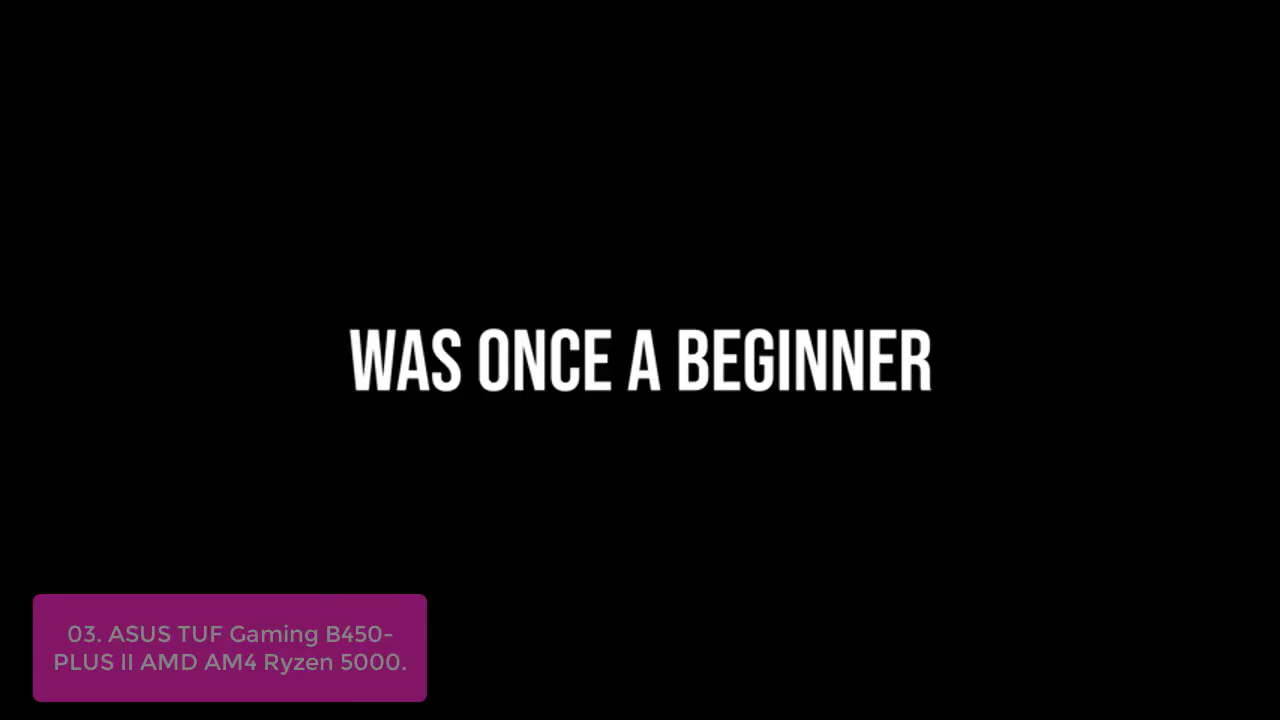 WAS ONCE A BEGINNER
03. ASUS TUF Gaming B450-
PLUS II AMD AM4 Ryzen 5000.